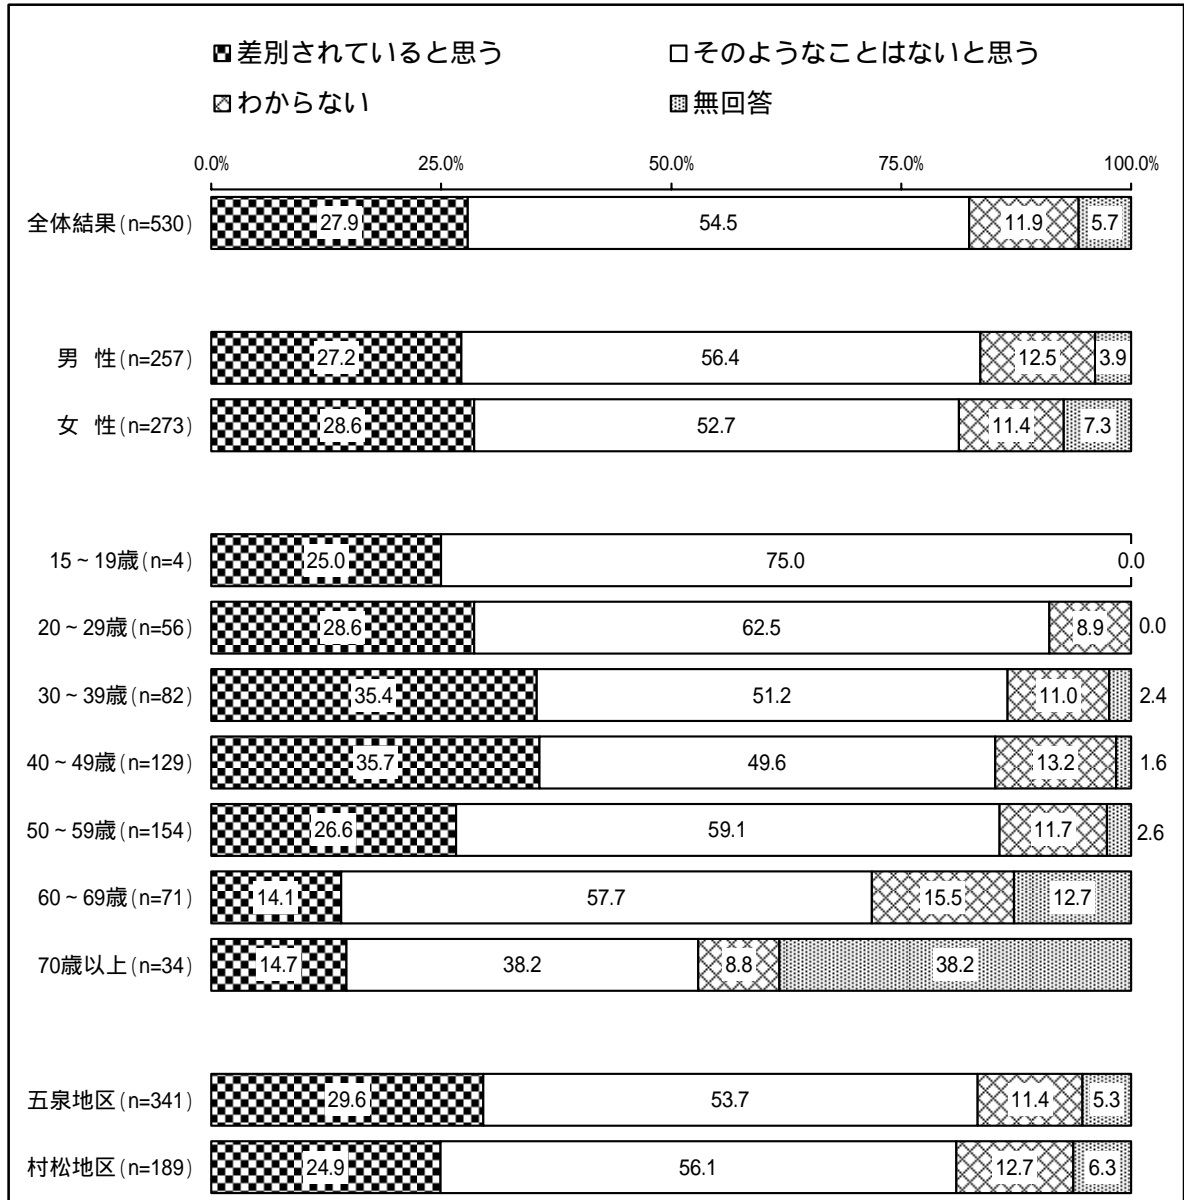 差別されていると思う そのようなことはないと思う
わからない 無回答
0.0% 25.0% 50.0% 75.0% 100.0%
全体結果(n=530) 27.9 54.5 11.9 5.7
男 性(n=257) 27.2 56.4 12.5 3.9
女 性(n=273) 28.6 52.7 11.4 7.3
15~19歳(n=4) 25.0 75.0 0.0
20~29歳(n=56) 28.6 62.5 8.9 0.0
30~39歳(n=82) 35.4 51.2 11.0 2.4
40~49歳(n=129) 35.7 49.6 13.2 1.6
50~59歳(n=154) 26.6 59.1 11.7 2.6
60~69歳(n=71) 14.1 57.7 15.5 12.7
70歳以上(n=34) 14.7 38.2 8.8 38.2
五泉地区(n=341) 29.6 53.7 11.4 5.3
村松地区(n=189) 24.9 56.1 12.7 6.3